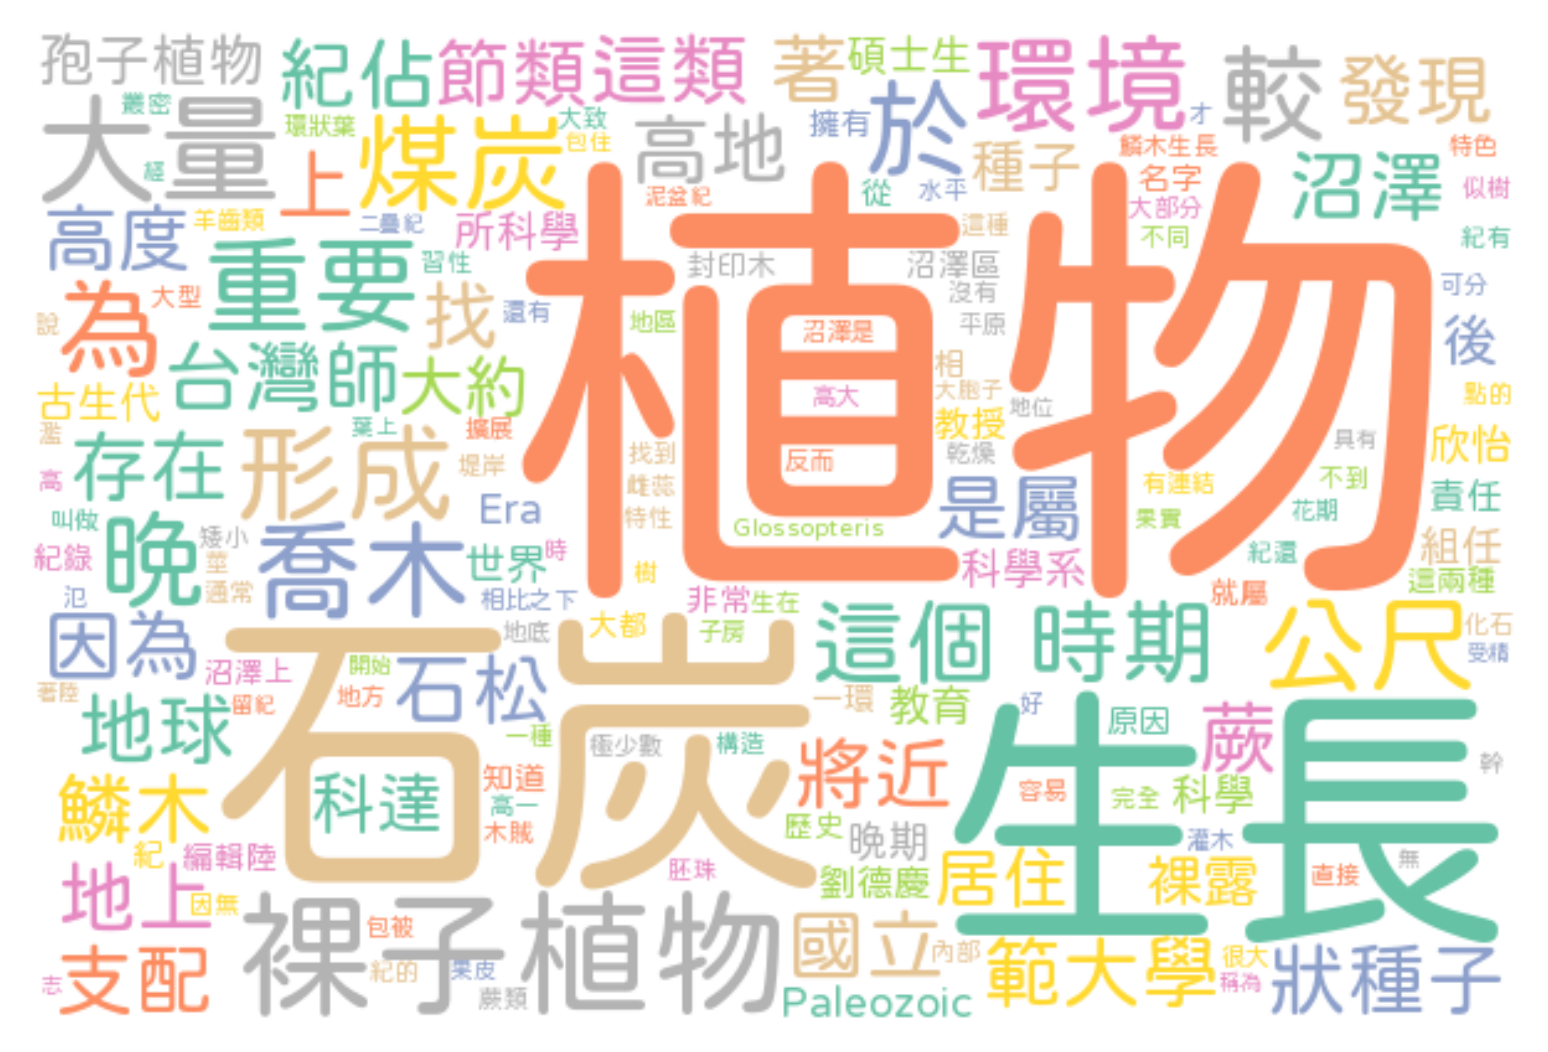 孢子植物
紀佔
節類這類
著
碩士生
環境
較
發現
叢密
大量
環狀葉
煤炭
大致
包住
高地
擁有
於
種子
才
鱗木生長
特色
沼澤
名字
似樹
經
上
泥盆紀
從
水平
大部分
高度
羊齒類
二疊紀
所科學
植物
這種
不同
紀有
重要
習性
封印木
沼澤區
沒有
可分
為
大型
找
還有
地區
沼澤是
平原
後
說
台灣師
大約
相
高大
大胞子
地位
點的
古生代
葉上
擴展
教授
濫
存在
形成
堤岸
找到
反而
乾燥
具有
欣怡
高
雌蕊
有連結
不到
責任
叫做
Era
特性
是屬
果實
花期
晚
矮小
喬木
Glossopteris
組任
紀錄
莖
通常
世界
時
樹
科學系
紀還
這兩種
氾
相比之下
非常
生在
就屬
因為
地底
大都
子房
這個
時期
公尺
化石
受精
沼澤上
開始
石松
石炭
著陸
留紀
地方
一環
教育
好
原因
蕨
生長
地球
一種
極少數
構造
將近
幹
鱗木
科達
知道
高一
木賊
容易
完全
科學
紀
編輯陸
歷史
晚期
灌木
無
地上
因無
胚珠
劉德慶
居住
裸露
直接
裸子植物
包被
國立
內部
支配
紀的
果皮
範大學
很大
狀種子
志
蕨類
Paleozoic
稱為